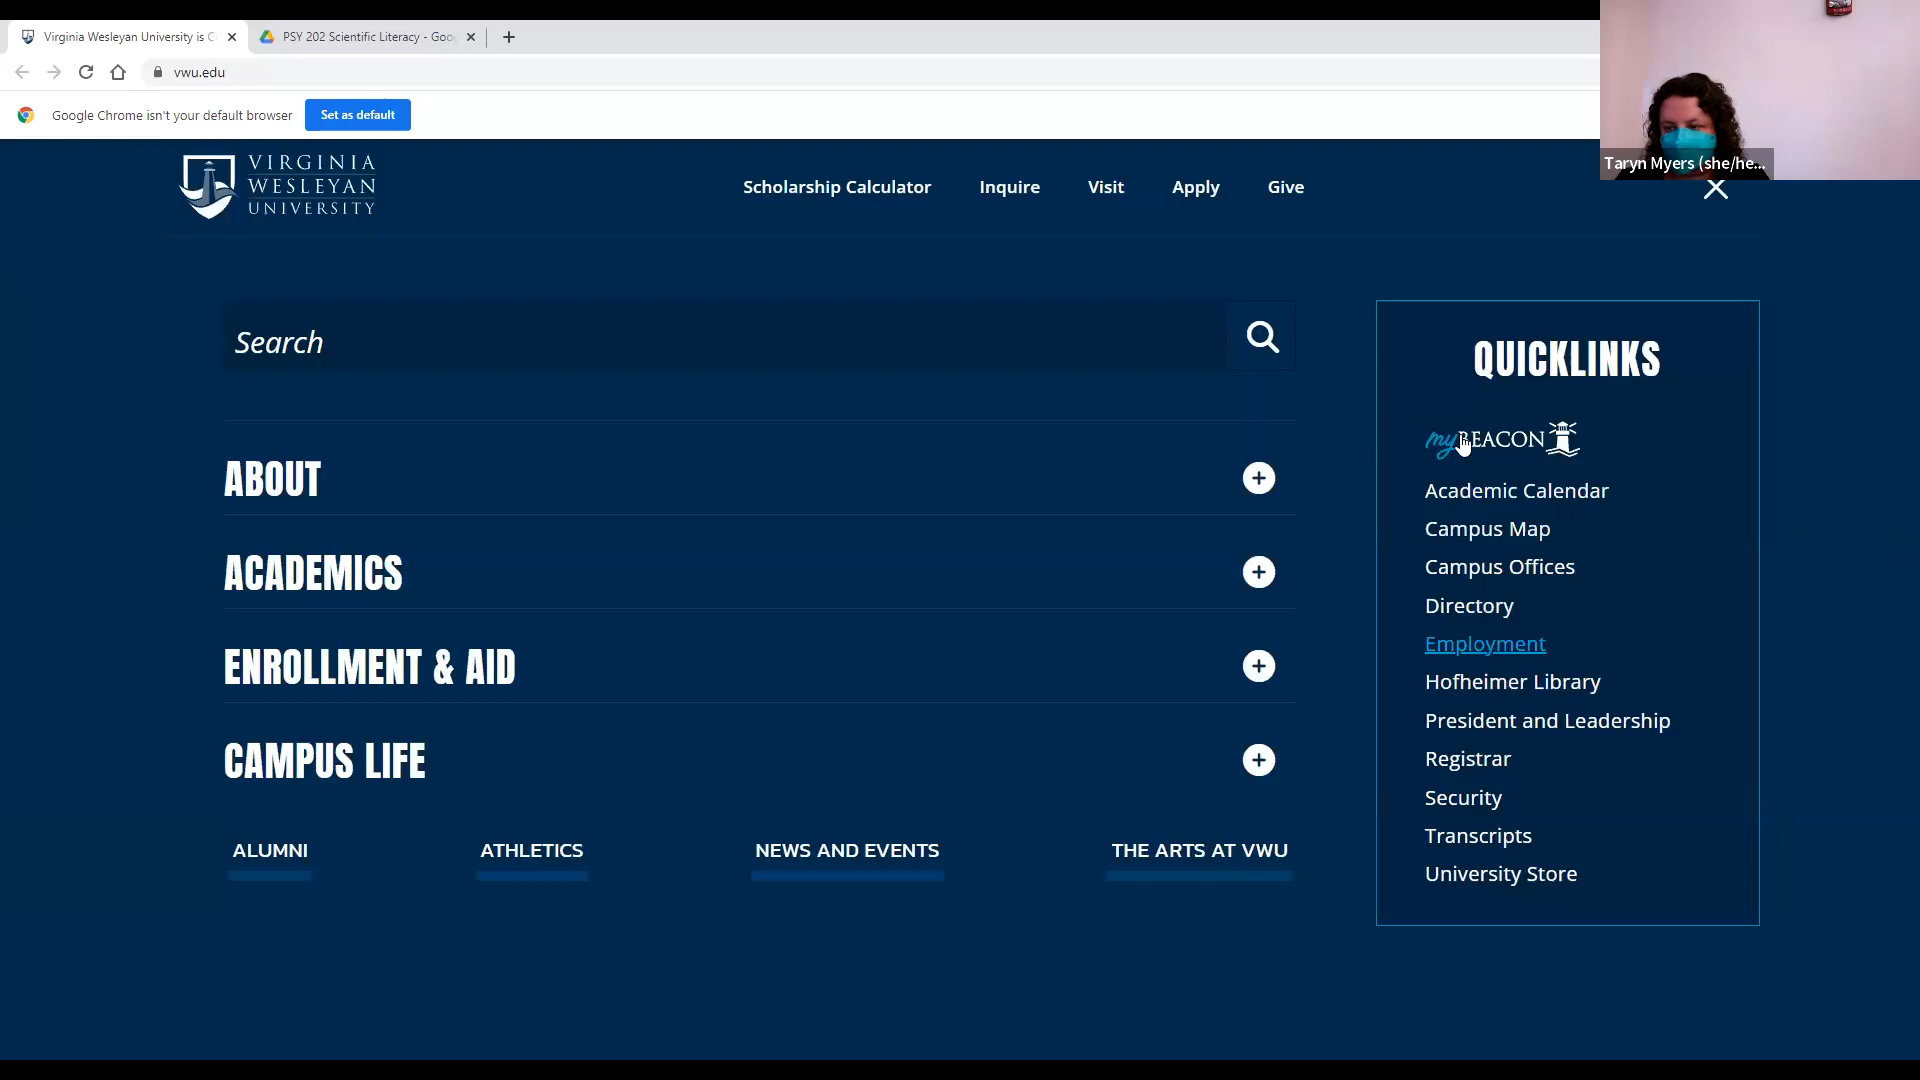 Virginia Wesleyan University is C
PSY 202 Scientific Literacy - Goo
vwu.edu
Google Chrome isn't your default browser
Set as default
Taryn Myers (she/he...
VIRGINIA
WESLEYAN
UNIVERSITY
Scholarship Calculator
Inquire
Visit
Apply
Give
Search
ABOUT
ACADEMICS
ENROLLMENT & AID
CAMPUS LIFE
ALUMNI
ATHLETICS
NEWS AND EVENTS
THE ARTS AT VWU
QUICKLINKS
myBEACON
Academic Calendar
Campus Map
Campus Offices
Directory
Employment
Hofheimer Library
President and Leadership
Registrar
Security
Transcripts
University Store